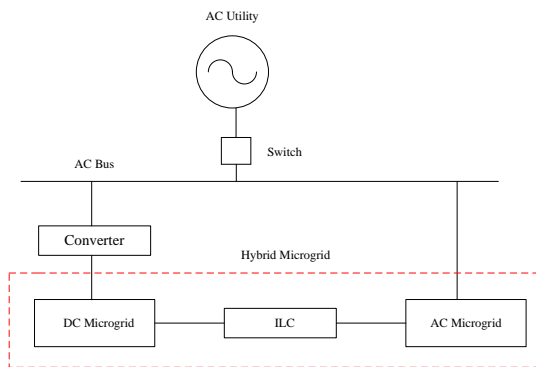 AC Utility
Switch
AC Bus
Converter
Hybrid Microgrid
DC Microgrid
ILC
AC Microgrid